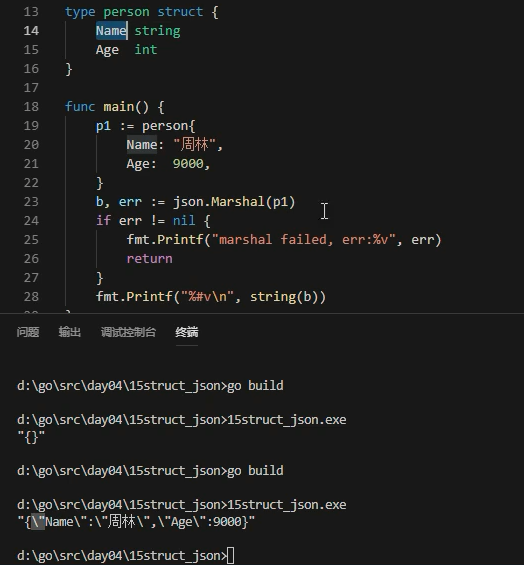 13 type person struct {
14 Name string
15 Age int
16 }
17
18 func main() {
19 p1 := person{
20 Name: "周林",
21 Age: 9000,
22 }
23 b, err := json.Marshal(p1)
24 if err != nil {
25 fmt.Printf("marshal failed, err:%v", err)
26 return
27 }
28 fmt.Printf("%#v\n", string(b))
问题 输出 调试控制台 终端
d:\go\src\day04\15struct_json>go build
d:\go\src\day04\15struct_json>15struct_json.exe
"{}"
d:\go\src\day04\15struct_json>go build
d:\go\src\day04\15struct_json>15struct_json.exe
"{\"Name\":\"周林\",\"Age\":9000}"
d:\go\src\day04\15struct_json>